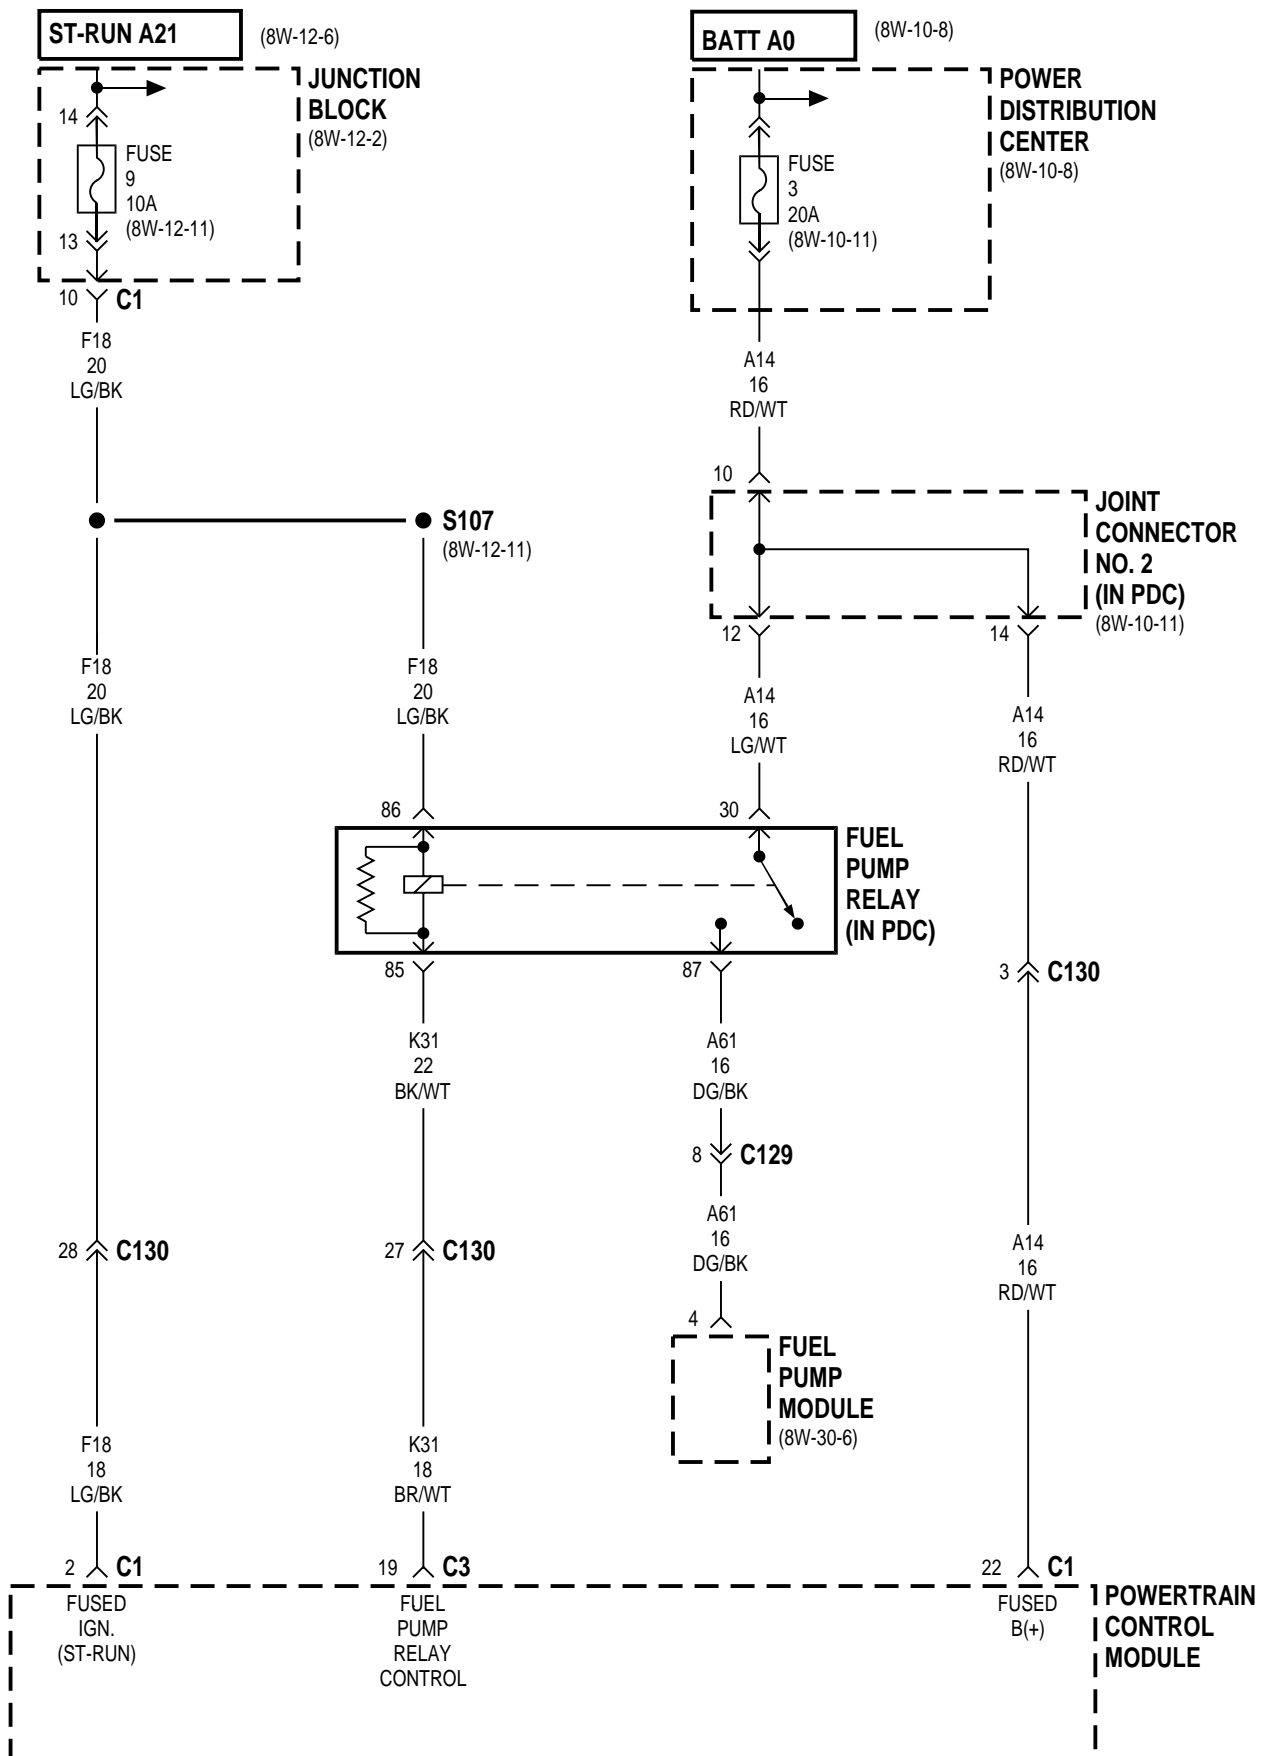 ST-RUN A21
(8W-12-6)
BATT A0
(8W-10-8)
JUNCTION
BLOCK
(8W-12-2)
14
FUSE
9
10A
(8W-12-11)
13
10
C1
F18
20
LG/BK
POWER
DISTRIBUTION
CENTER
(8W-10-8)
FUSE
3
20A
(8W-10-11)
A14
16
RD/WT
10
S107
(8W-12-11)
JOINT
CONNECTOR
NO. 2
(IN PDC)
(8W-10-11)
12
14
F18
20
LG/BK
F18
20
LG/BK
A14
16
LG/WT
A14
16
RD/WT
86
30
FUEL
PUMP
RELAY
(IN PDC)
85
87
3
C130
K31
22
BK/WT
A61
16
DG/BK
8
C129
A61
16
DG/BK
28
C130
27
C130
A14
16
RD/WT
4
FUEL
PUMP
MODULE
(8W-30-6)
F18
18
LG/BK
K31
18
BR/WT
2
C1
19
C3
22
C1
FUSED
IGN.
(ST-RUN)
FUEL
PUMP
RELAY
CONTROL
FUSED
B(+)
POWERTRAIN
CONTROL
MODULE